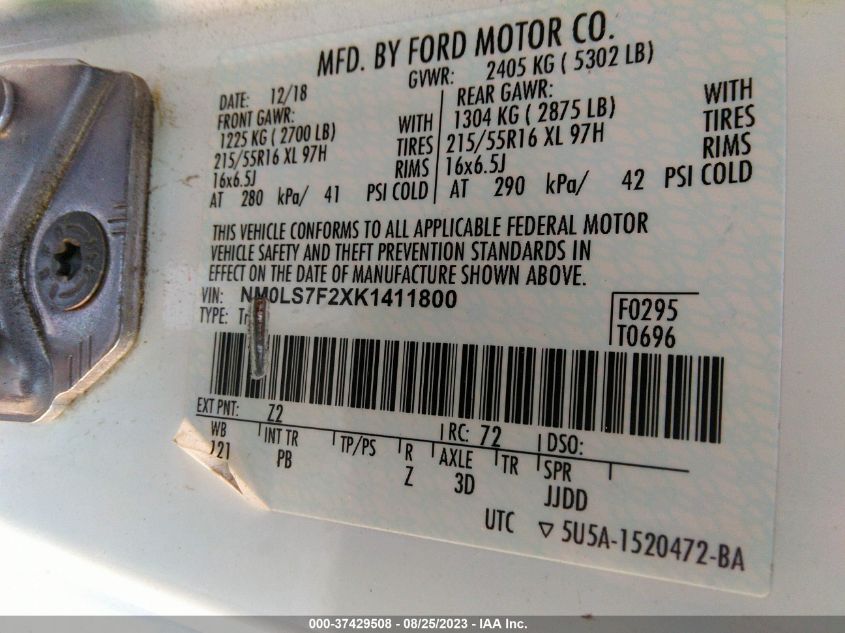 MFD. BY FORD MOTOR CO.
DATE: 12/18
GVWR: 2405 KG ( 5302 LB)
FRONT GAWR:
1225 KG ( 2700 LB) WITH
215/55R16 XL 97H TIRES
16x6.5J RIMS
AT 280 kPa/ 41 PSI COLD
REAR GAWR:
1304 KG ( 2875 LB) WITH
215/55R16 XL 97H TIRES
16x6.5J RIMS
AT 290 kPa/ 42 PSI COLD
THIS VEHICLE CONFORMS TO ALL APPLICABLE FEDERAL MOTOR
VEHICLE SAFETY AND THEFT PREVENTION STANDARDS IN
EFFECT ON THE DATE OF MANUFACTURE SHOWN ABOVE.
VIN: NM0LS7F2XK1411800
TYPE:
F0295
T0696
EXT PNT: Z2 RC: 72 DSO:
WB INT TR TP/PS R AXLE TR SPR
121 PB Z 3D JJDD
UTC ▽ 5U5A-1520472-BA
000-37429508 - 08/25/2023 - IAA Inc.